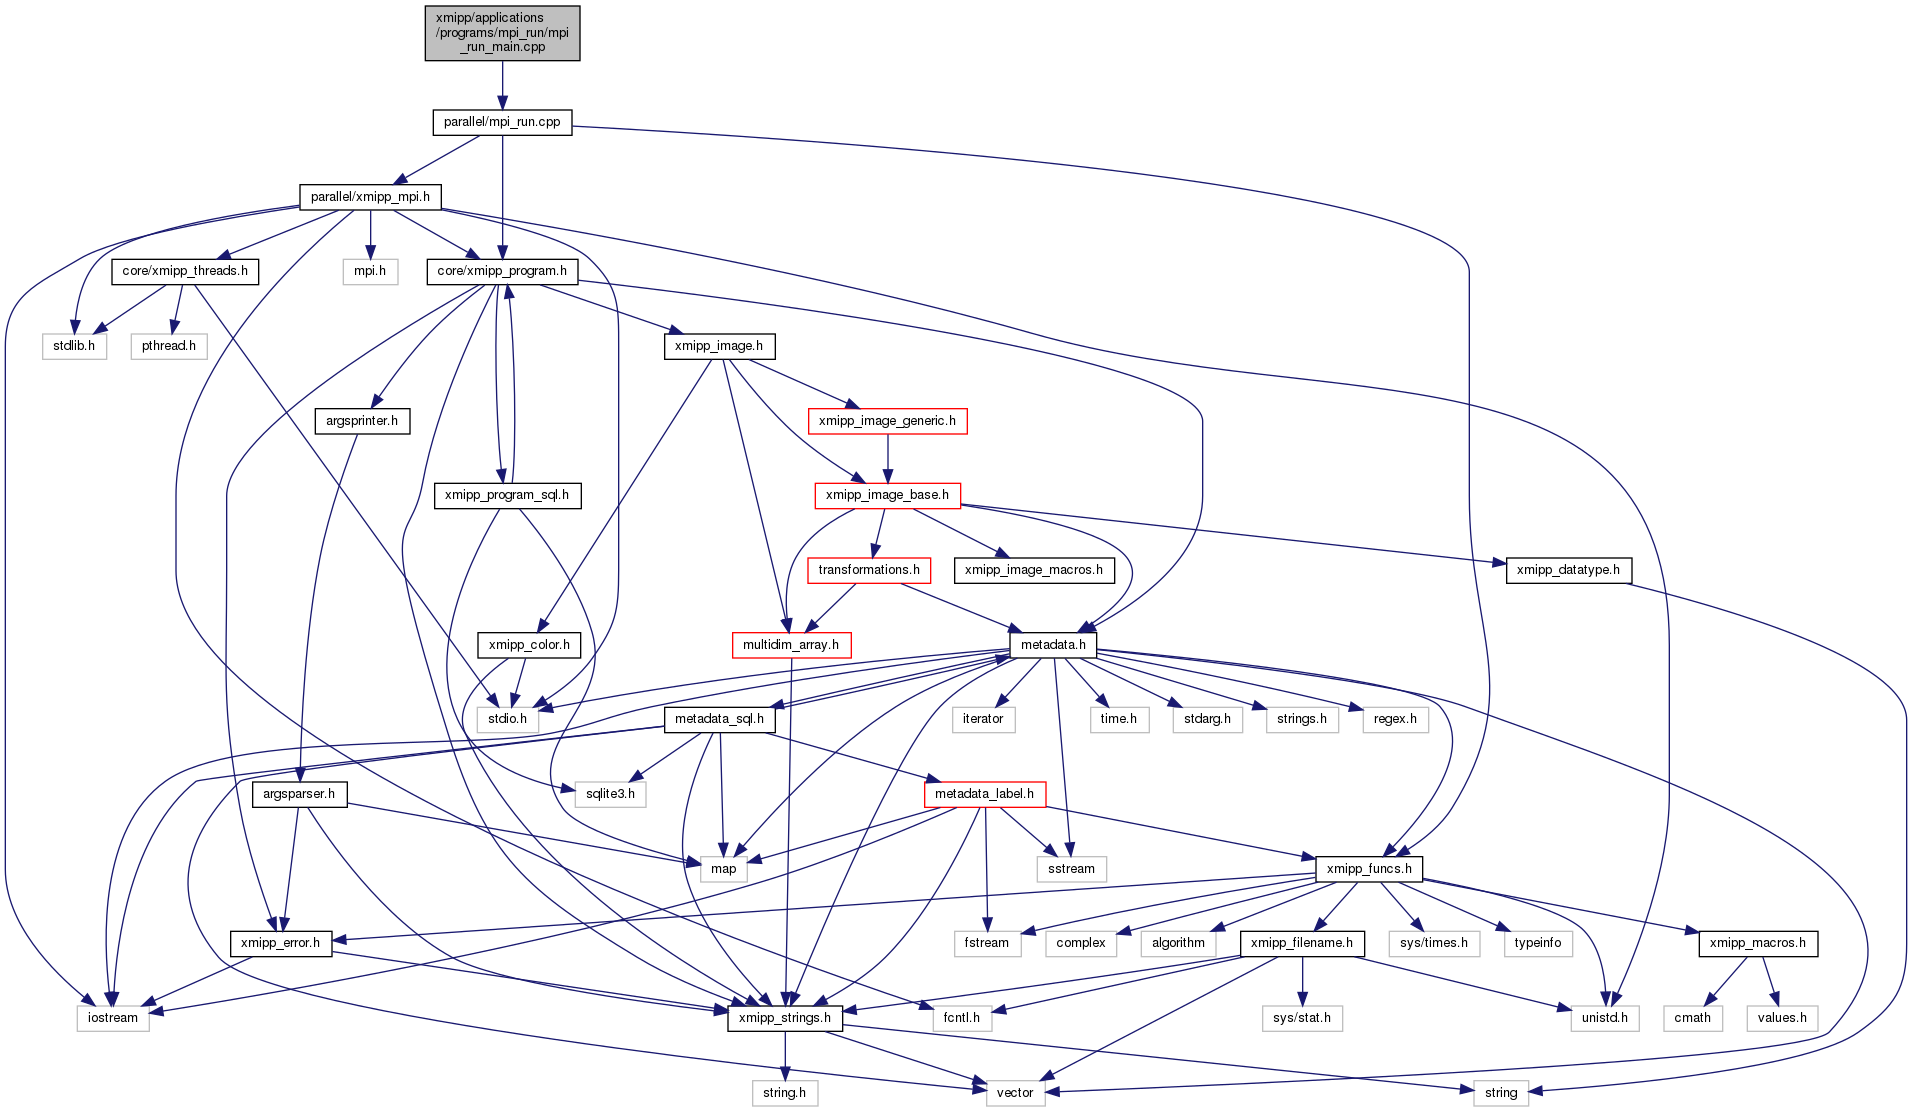 xmipp/applications
/programs/mpi_run/mpi
_run_main.cpp
parallel/mpi_run.cpp
parallel/xmipp_mpi.h
core/xmipp_threads.h
mpi.h
core/xmipp_program.h
stdlib.h
pthread.h
xmipp_image.h
argsprinter.h
xmipp_image_generic.h
xmipp_program_sql.h
xmipp_image_base.h
transformations.h
xmipp_image_macros.h
xmipp_datatype.h
xmipp_color.h
multidim_array.h
metadata.h
stdio.h
metadata_sql.h
iterator
time.h
stdarg.h
strings.h
regex.h
argsparser.h
sqlite3.h
metadata_label.h
map
sstream
xmipp_funcs.h
xmipp_error.h
fstream
complex
algorithm
xmipp_filename.h
sys/times.h
typeinfo
xmipp_macros.h
iostream
xmipp_strings.h
fcntl.h
sys/stat.h
unistd.h
cmath
values.h
string.h
vector
string